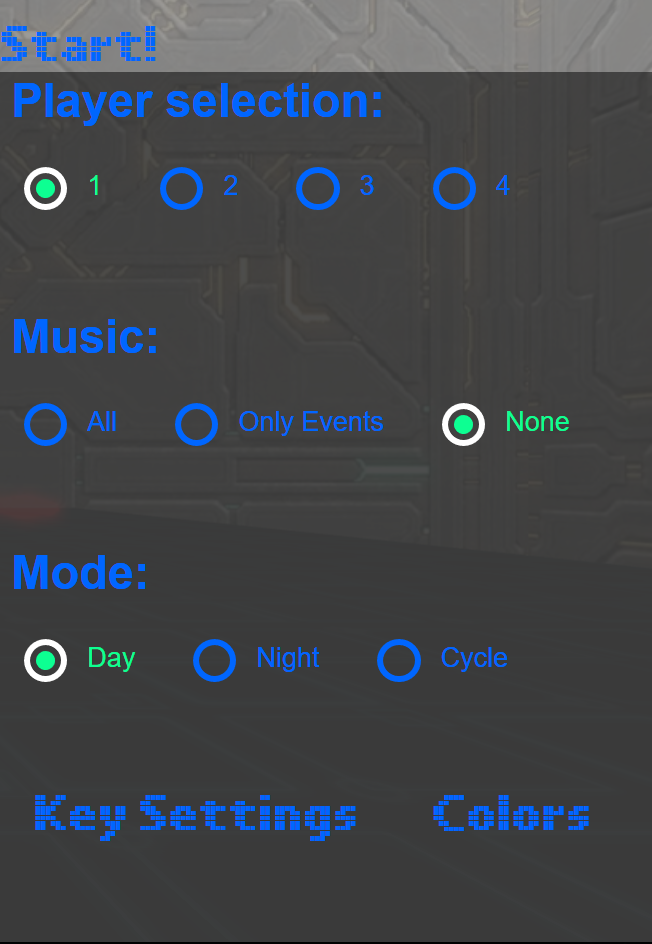 Start!
Player selection:
1 2 3 4
Music:
All Only Events None
Mode:
Day Night Cycle
Key Settings Colors